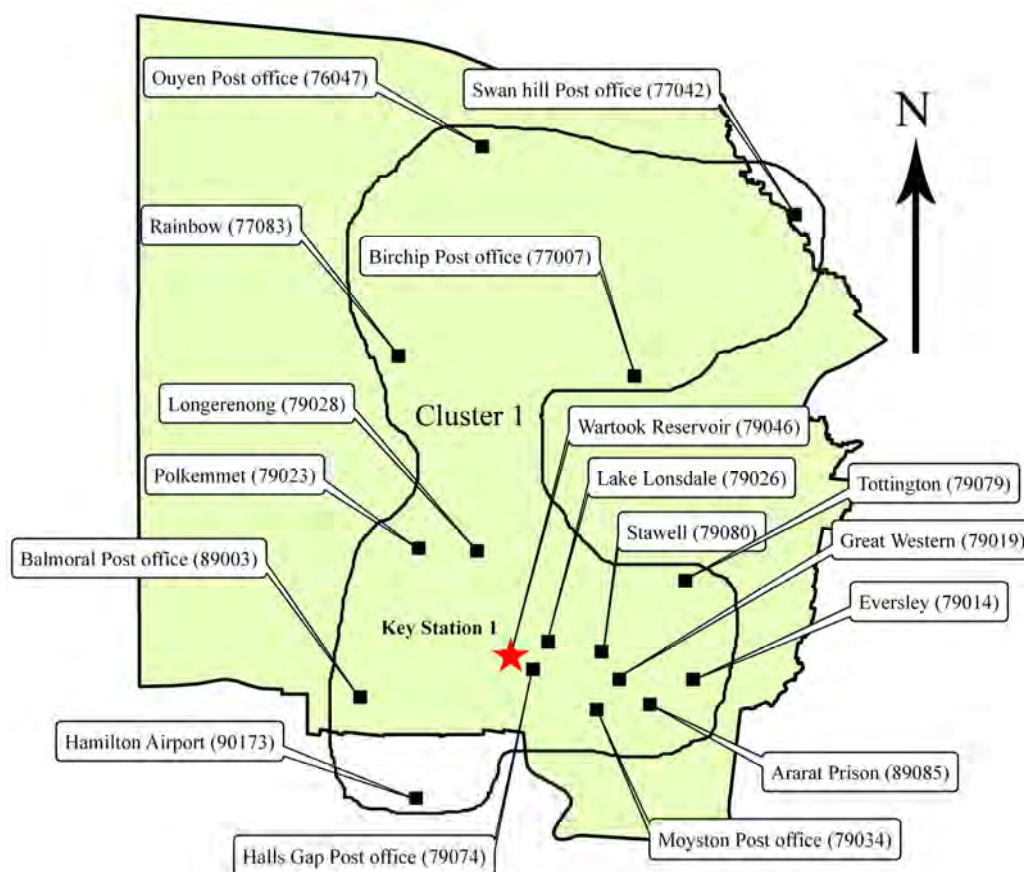 Ouyen Post office (76047)
Swan hill Post office (77042)
N
Rainbow (77083)
Birchip Post office (77007)
Longerenong (79028)
Cluster 1
Wartook Reservoir (79046)
Polkemmet (79023)
Lake Lonsdale (79026)
Tottington (79079)
Stawell (79080)
Great Western (79019)
Balmoral Post office (89003)
Eversley (79014)
Key Station 1
Hamilton Airport (90173)
Ararat Prison (89085)
Moyston Post office (79034)
Halls Gap Post office (79074)